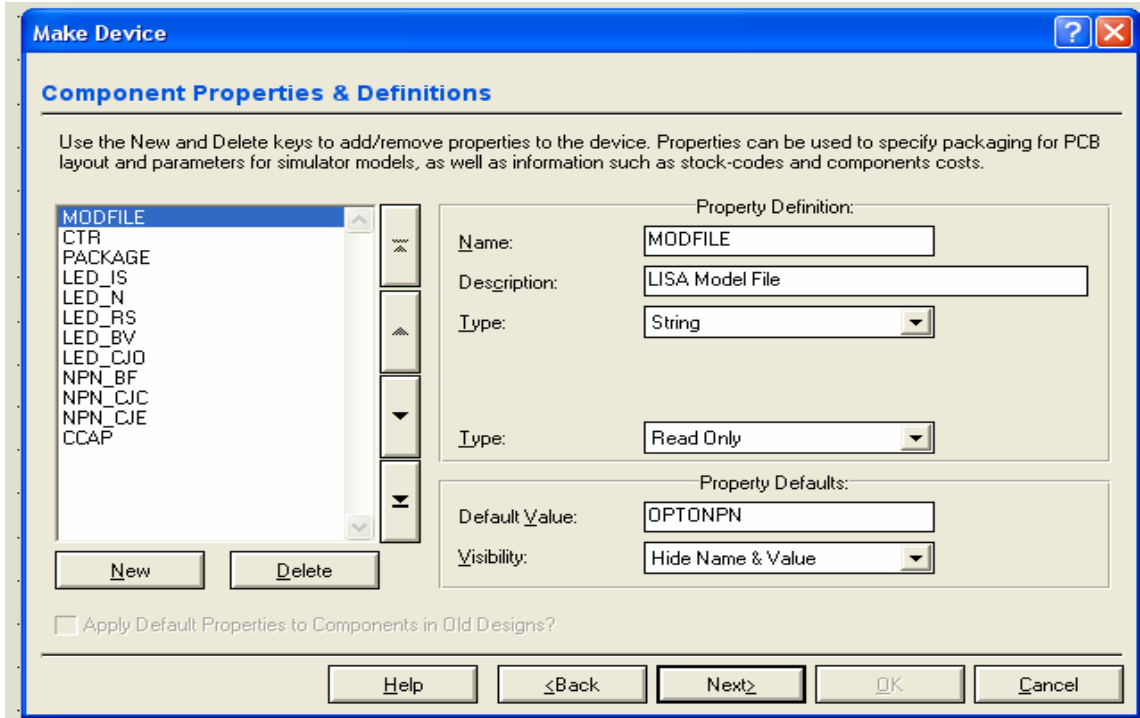 Make Device
Component Properties & Definitions
Use the New and Delete keys to add/remove properties to the device. Properties can be used to specify packaging for PCB
layout and parameters for simulator models, as well as information such as stock-codes and components costs.
MODFILE
CTR
PACKAGE
LED_IS
LED_N
LED_RS
LED_BV
LED_CJO
NPN_BF
NPN_CJC
NPN_CJE
CCAP
New
Delete
Property Definition:
Name:
MODFILE
Description:
LISA Model File
Type:
String
Type:
Read Only
Property Defaults:
Default Value:
OPTONPN
Visibility:
Hide Name & Value
Apply Default Properties to Components in Old Designs?
Help
<Back
Next>
OK
Cancel